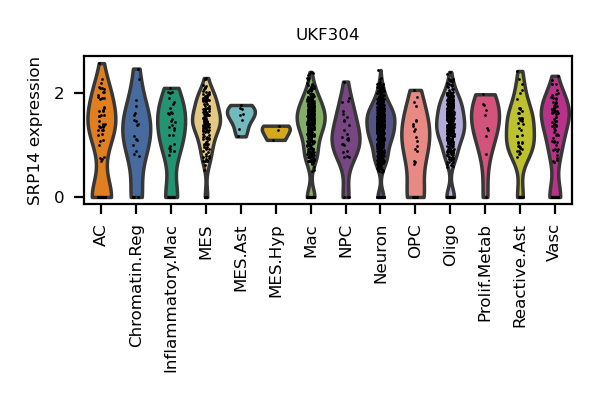 UKF304
SRP14 expression
2
0
AC
Chromatin.Reg
Inflammatory.Mac
MES
MES.Ast
MES.Hyp
Mac
NPC
Neuron
OPC
Oligo
Prolif.Metab
Reactive.Ast
Vasc